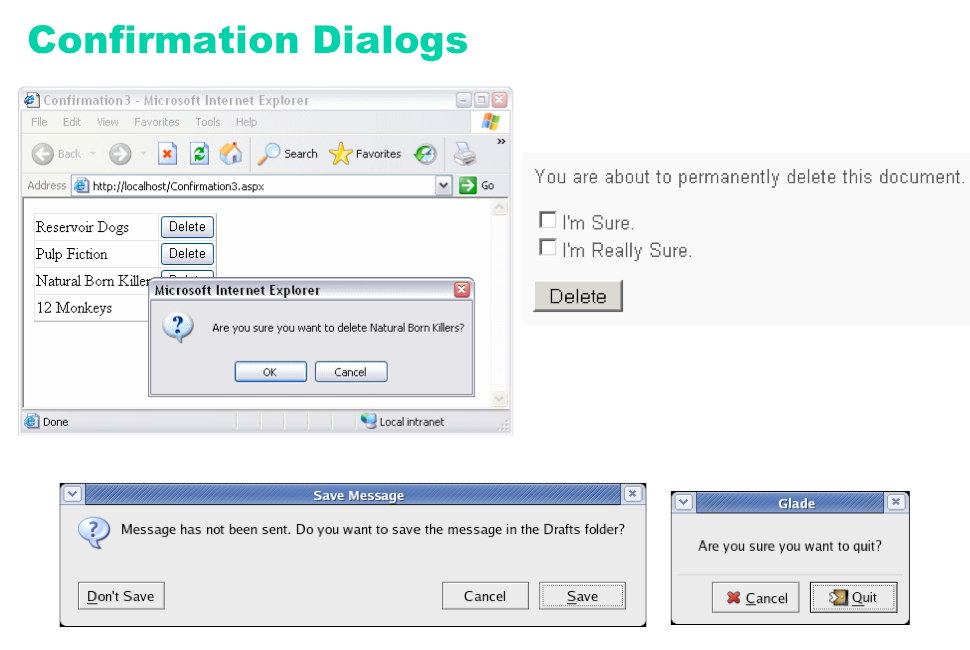 Confirmation Dialogs
Confirmation3 - Microsoft Internet Explorer
File Edit View Favorites Tools Help
Back Search Favorites »
Address http://localhost/Confirmation3.aspx Go
Reservoir Dogs Delete
Pulp Fiction Delete
Natural Born Killer
12 Monkeys
Microsoft Internet Explorer
Are you sure you want to delete Natural Born Killers?
OK Cancel
Done Local intranet
You are about to permanently delete this document.
I'm Sure.
I'm Really Sure.
Delete
Save Message
Message has not been sent. Do you want to save the message in the Drafts folder?
Don't Save Cancel Save
Glade
Are you sure you want to quit?
Cancel Quit